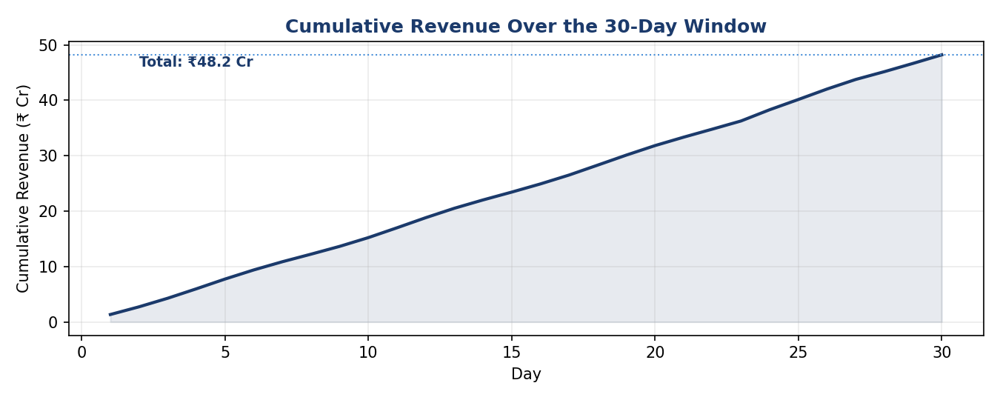 Cumulative Revenue Over the 30-Day Window
Cumulative Revenue (₹ Cr)
50
40
30
20
10
0
Total: ₹48.2 Cr
0 5 10 15 20 25 30
Day